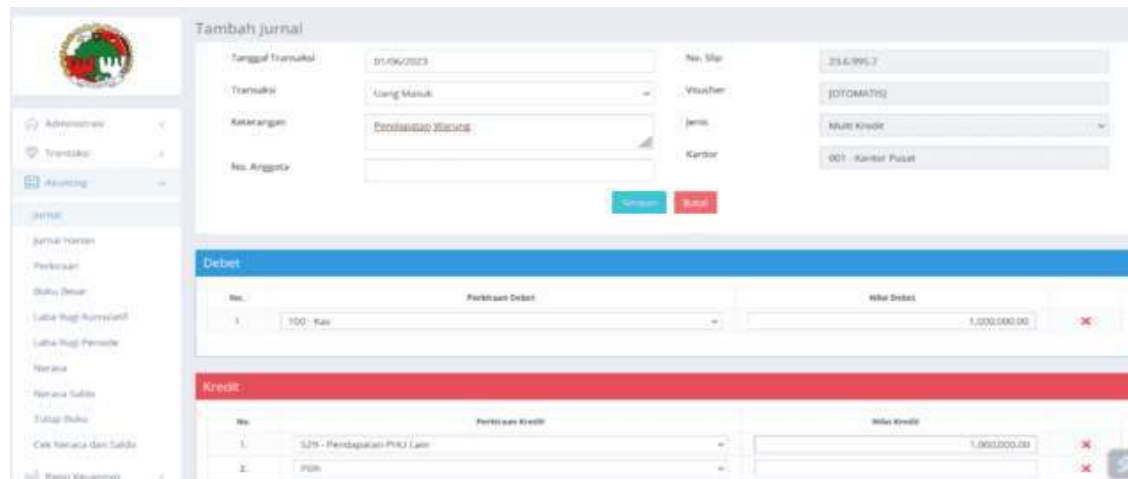 Tambah Jurnal
Tanggal Transaksi
01/06/2023
No. Slip
23.6.995.7
Transaksi
Uang Masuk
Voucher
[OTOMATIS]
Keterangan
Pendapatan Warung
Jenis
Multi Kredit
Kantor
001 - Kantor Pusat
No. Anggota
Simpan
Batal
Administrasi
Transaksi
Akunting
Jurnal
Jurnal Harian
Perkiraan
Buku Besar
Laba Rugi Kumulatif
Laba Rugi Periode
Neraca
Neraca Saldo
Tutup Buku
Cek Neraca dan Saldo
Debet
No.
Perkiraan Debet
Nilai Debet
1.
100 - Kas
1,000,000.00
Kredit
No.
Perkiraan Kredit
Nilai Kredit
1.
529 - Pendapatan PHU Lain
1,000,000.00
2.
Pilih